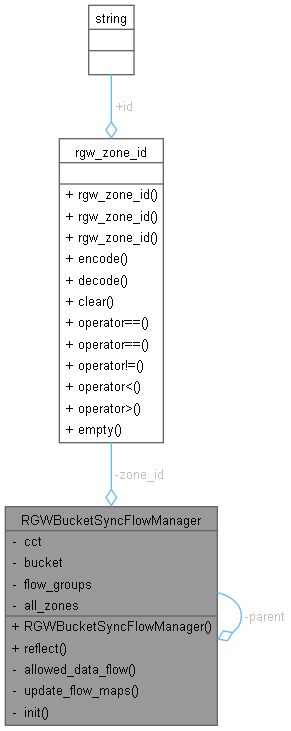 string
+id
rgw_zone_id
+ rgw_zone_id()
+ rgw_zone_id()
+ rgw_zone_id()
+ encode()
+ decode()
+ clear()
+ operator==()
+ operator==()
+ operator!=()
+ operator<()
+ operator>()
+ empty()
-zone_id
RGWBucketSyncFlowManager
- cct
- bucket
- flow_groups
- all_zones
+ RGWBucketSyncFlowManager()
+ reflect()
- allowed_data_flow()
- update_flow_maps()
- init()
-parent